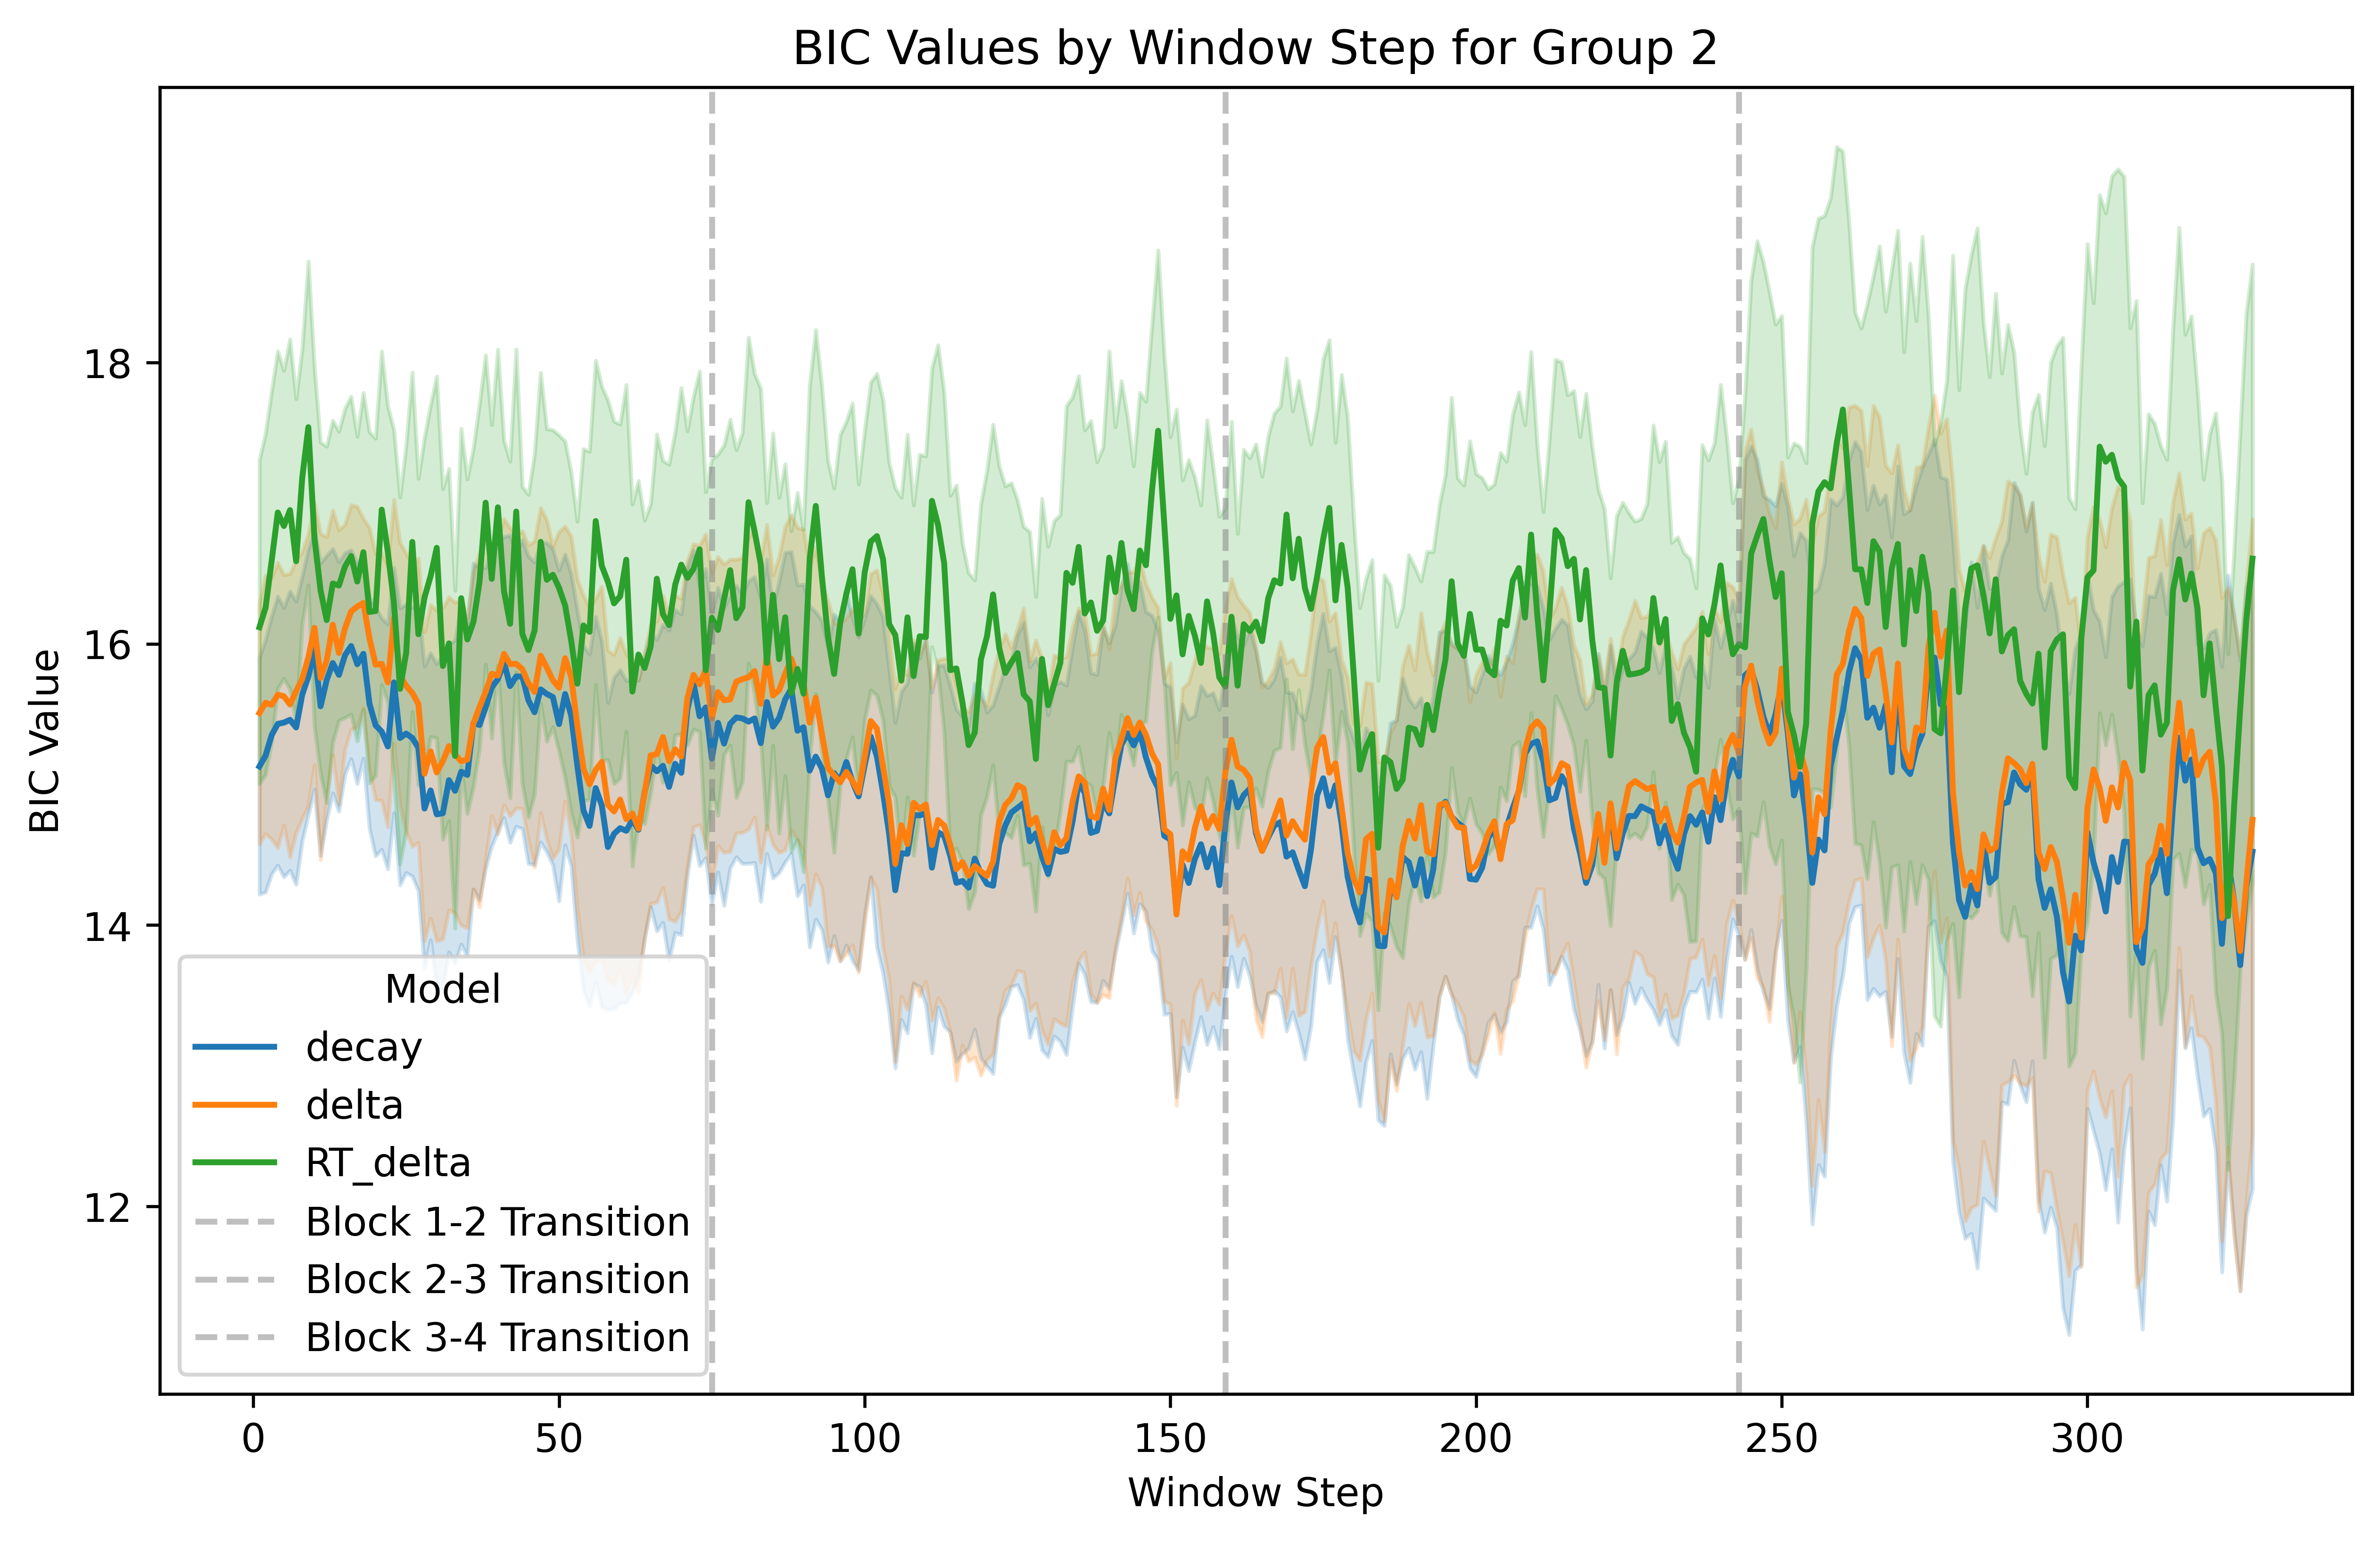 BIC Values by Window Step for Group 2
BIC Value
18
16
14
12
Model
decay
delta
RT_delta
Block 1-2 Transition
Block 2-3 Transition
Block 3-4 Transition
0 50 100 150 200 250 300
Window Step